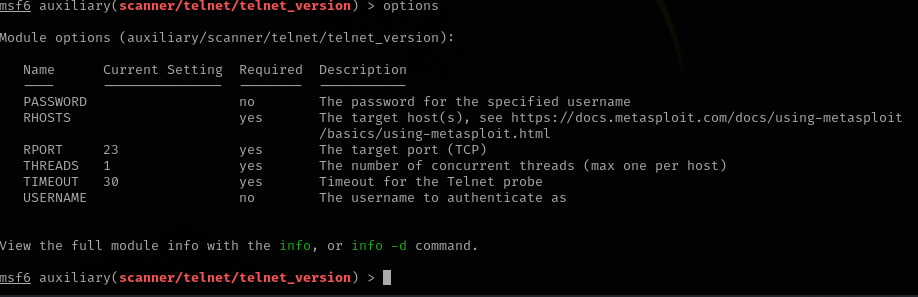 msf6 auxiliary(scanner/telnet/telnet_version) > options
Module options (auxiliary/scanner/telnet/telnet_version):
Name Current Setting Required Description
---- --------------- -------- -----------
PASSWORD no The password for the specified username
RHOSTS yes The target host(s), see https://docs.metasploit.com/docs/using-metasploit
/basics/using-metasploit.html
RPORT 23 yes The target port (TCP)
THREADS 1 yes The number of concurrent threads (max one per host)
TIMEOUT 30 yes Timeout for the Telnet probe
USERNAME no The username to authenticate as
View the full module info with the info, or info -d command.
msf6 auxiliary(scanner/telnet/telnet_version) >